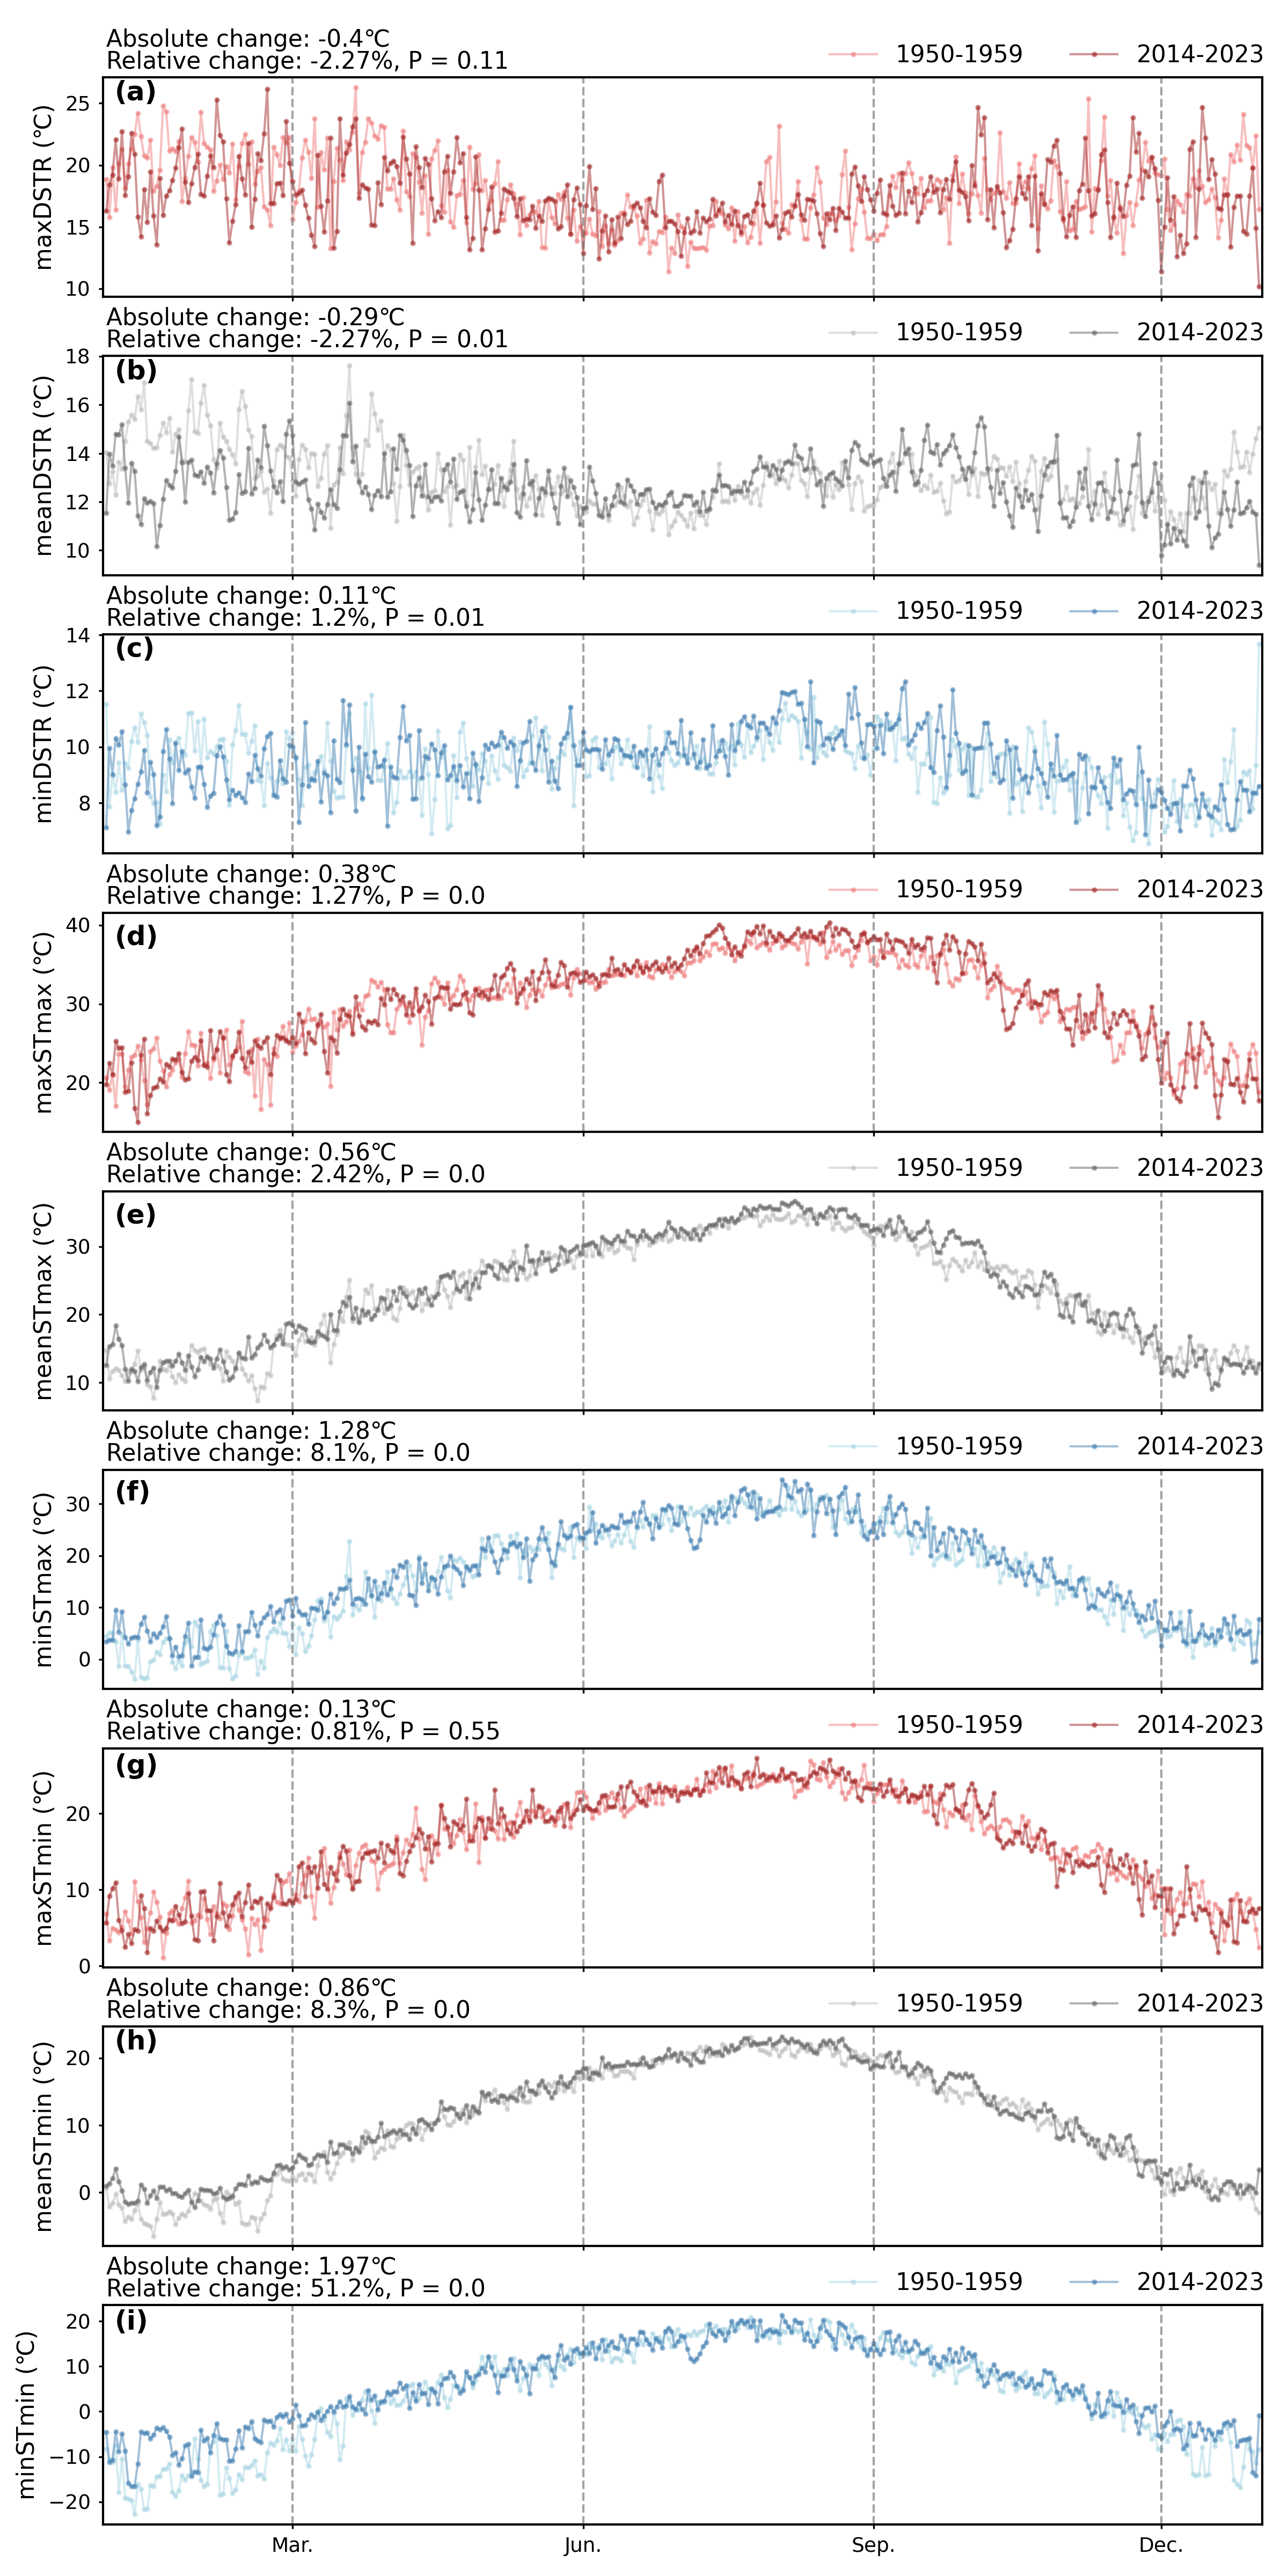 Absolute change: -0.4℃
Relative change: -2.27%, P = 0.11
1950-1959 2014-2023
(a)
maxDSTR (℃)
25
20
15
10
Absolute change: -0.29℃
Relative change: -2.27%, P = 0.01
1950-1959 2014-2023
(b)
meanDSTR (℃)
18
16
14
12
10
Absolute change: 0.11℃
Relative change: 1.2%, P = 0.01
1950-1959 2014-2023
(c)
minDSTR (℃)
14
12
10
8
Absolute change: 0.38℃
Relative change: 1.27%, P = 0.0
1950-1959 2014-2023
(d)
maxSTmax (℃)
40
30
20
Absolute change: 0.56℃
Relative change: 2.42%, P = 0.0
1950-1959 2014-2023
(e)
meanSTmax (℃)
30
20
10
Absolute change: 1.28℃
Relative change: 8.1%, P = 0.0
1950-1959 2014-2023
(f)
minSTmax (℃)
30
20
10
0
Absolute change: 0.13℃
Relative change: 0.81%, P = 0.55
1950-1959 2014-2023
(g)
maxSTmin (℃)
20
10
0
Absolute change: 0.86℃
Relative change: 8.3%, P = 0.0
1950-1959 2014-2023
(h)
meanSTmin (℃)
20
10
0
Absolute change: 1.97℃
Relative change: 51.2%, P = 0.0
1950-1959 2014-2023
(i)
minSTmin (℃)
20
10
0
−10
−20
Mar. Jun. Sep. Dec.